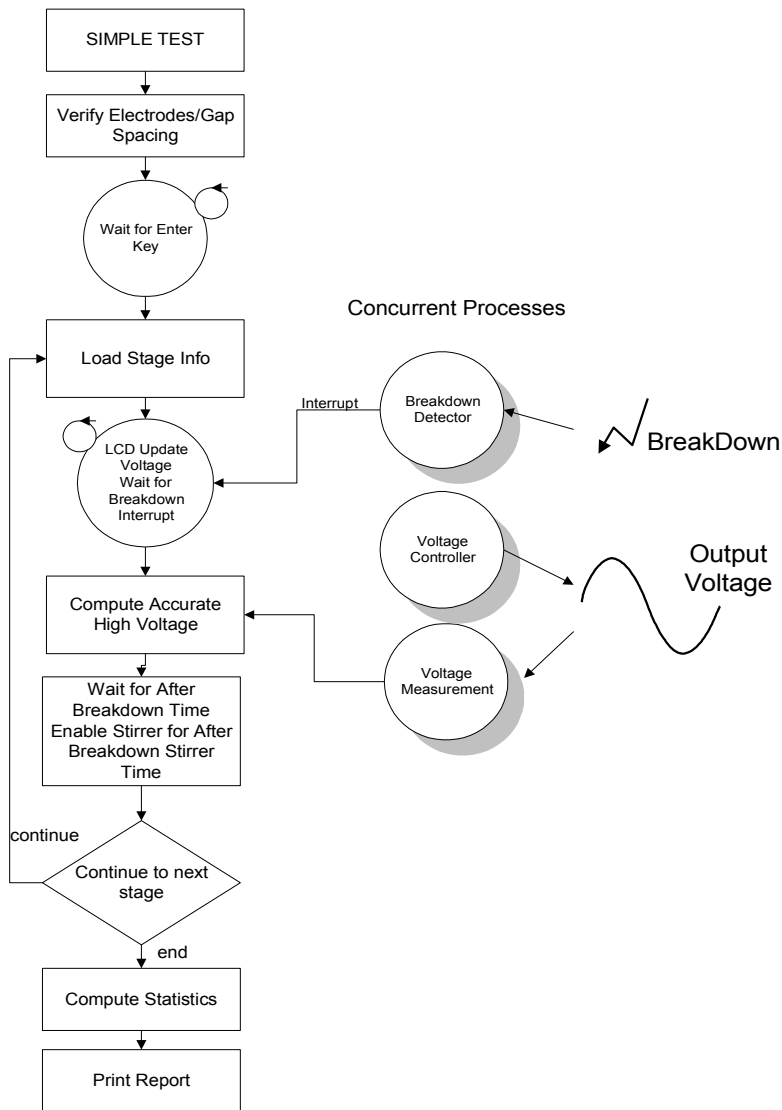 SIMPLE TEST
Verify Electrodes/Gap
Spacing
Wait for Enter
Key
Concurrent Processes
Load Stage Info
Interrupt
Breakdown
Detector
BreakDown
LCD Update
Voltage
Wait for
Breakdown
Interrupt
Voltage
Controller
Output
Voltage
Compute Accurate
High Voltage
Voltage
Measurement
Wait for After
Breakdown Time
Enable Stirrer for After
Breakdown Stirrer
Time
continue
Continue to next
stage
end
Compute Statistics
Print Report